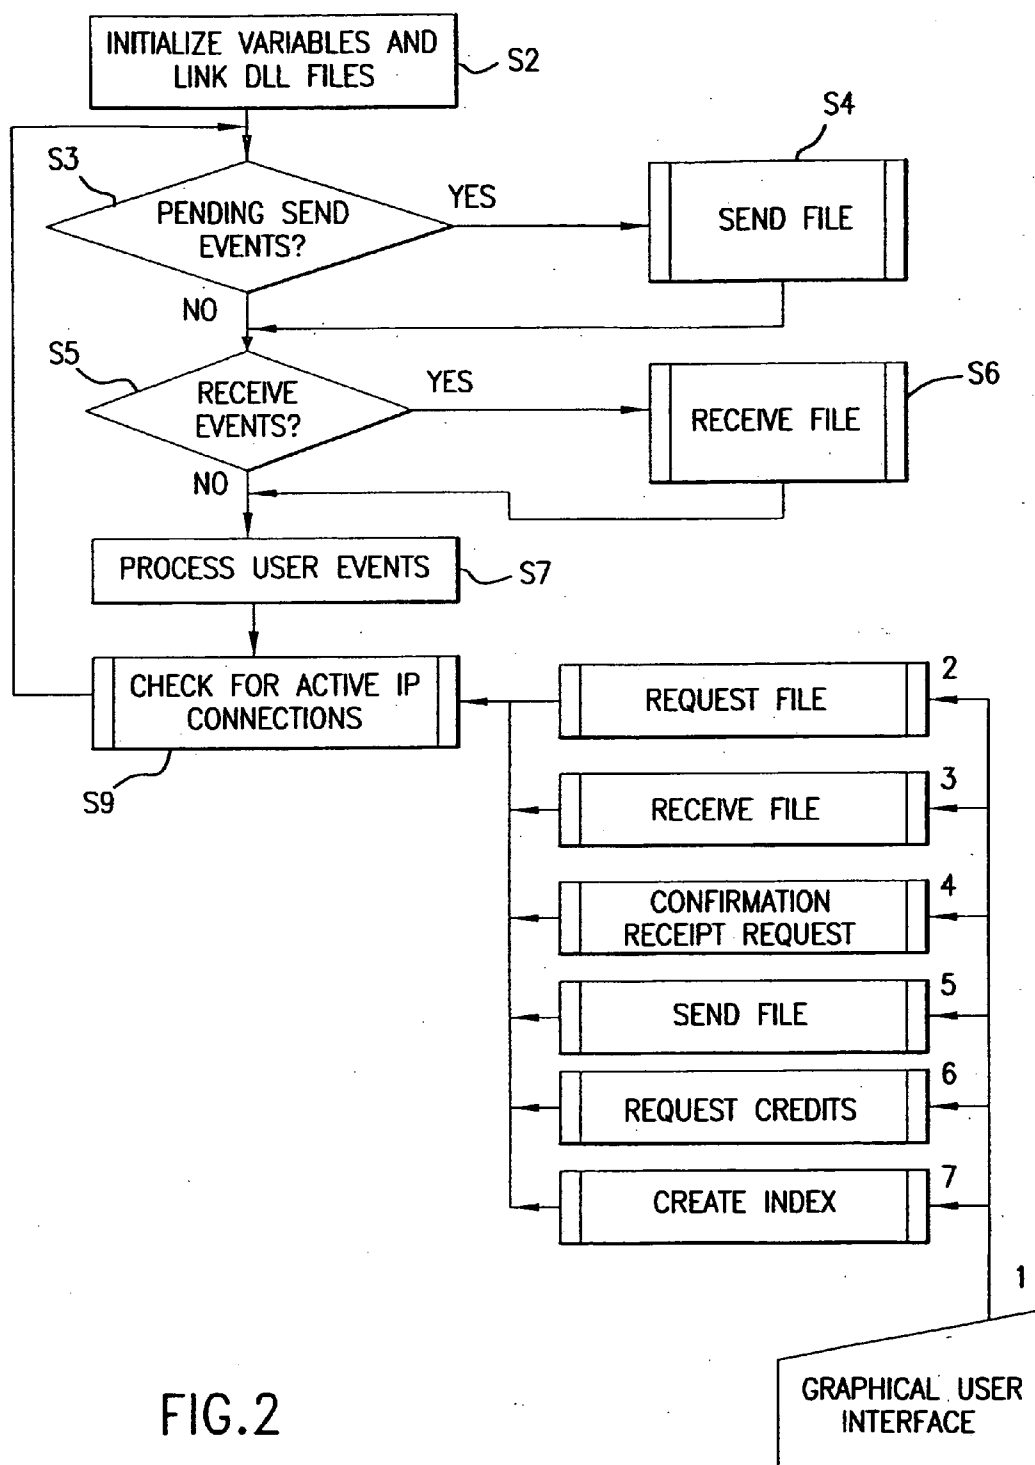 INITIALIZE VARIABLES AND
LINK DLL FILES
S2
S4
S3
PENDING SEND
EVENTS?
YES
SEND FILE
NO
S5
RECEIVE
EVENTS?
YES
S6
RECEIVE FILE
NO
PROCESS USER EVENTS
S7
CHECK FOR ACTIVE IP
CONNECTIONS
S9
2
REQUEST FILE
3
RECEIVE FILE
4
CONFIRMATION
RECEIPT REQUEST
5
SEND FILE
6
REQUEST CREDITS
7
CREATE INDEX
1
GRAPHICAL USER
INTERFACE
FIG.2